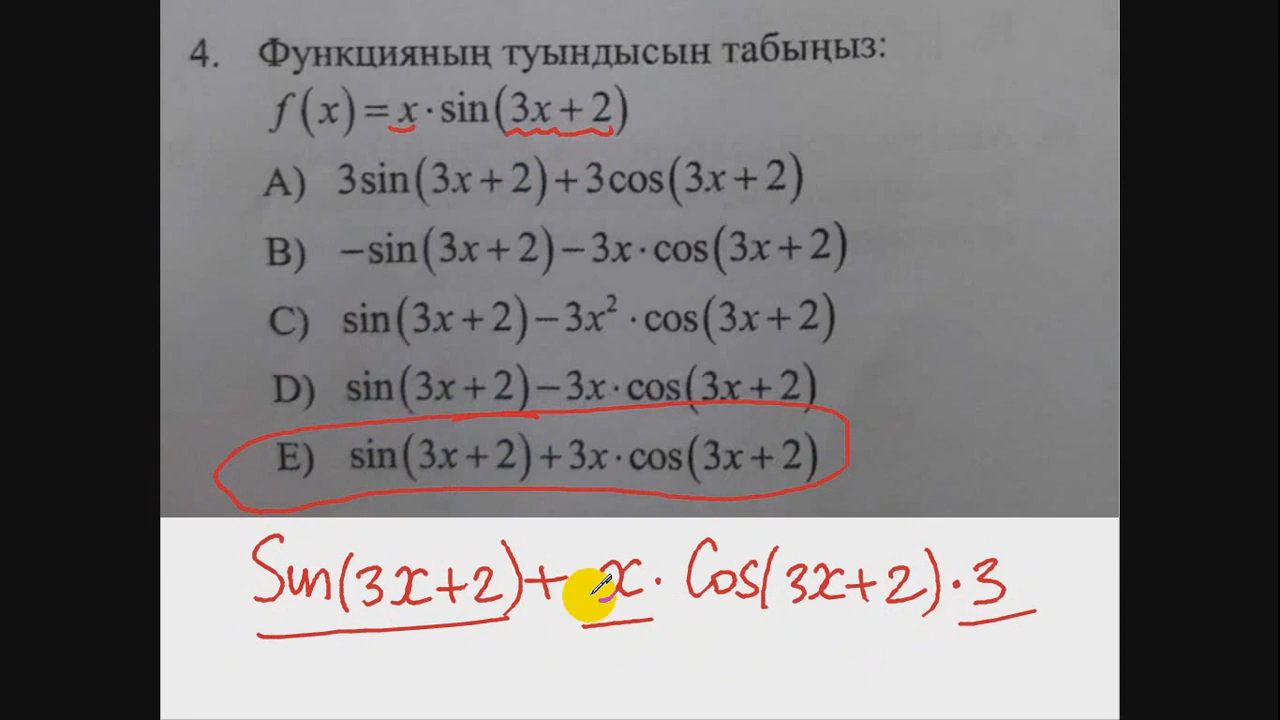 4. Функцияның туындысын табыңыз:
f(x)=x·sin(3x+2)
A) 3sin(3x+2)+3cos(3x+2)
B) −sin(3x+2)−3x·cos(3x+2)
C) sin(3x+2)−3x²·cos(3x+2)
D) sin(3x+2)−3x·cos(3x+2)
E) sin(3x+2)+3x·cos(3x+2)
Sin(3x+2)+x·Cos(3x+2)·3